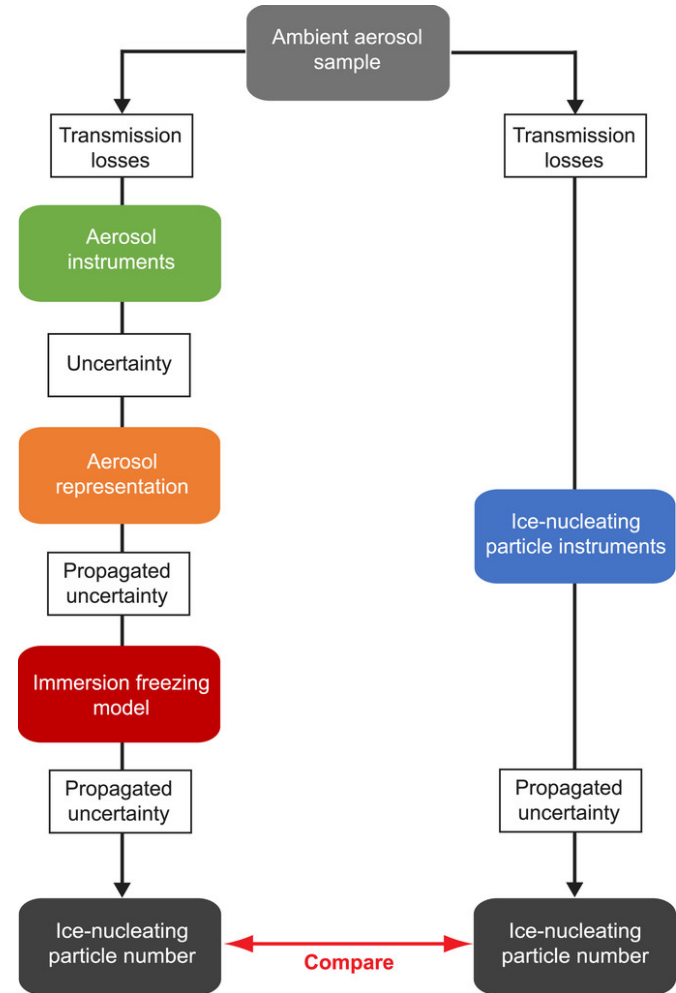 Ambient aerosol
sample
Transmission
losses
Transmission
losses
Aerosol
instruments
Uncertainty
Aerosol
representation
Ice-nucleating
particle instruments
Propagated
uncertainty
Immersion freezing
model
Propagated
uncertainty
Propagated
uncertainty
Ice-nucleating
particle number
Compare
Ice-nucleating
particle number